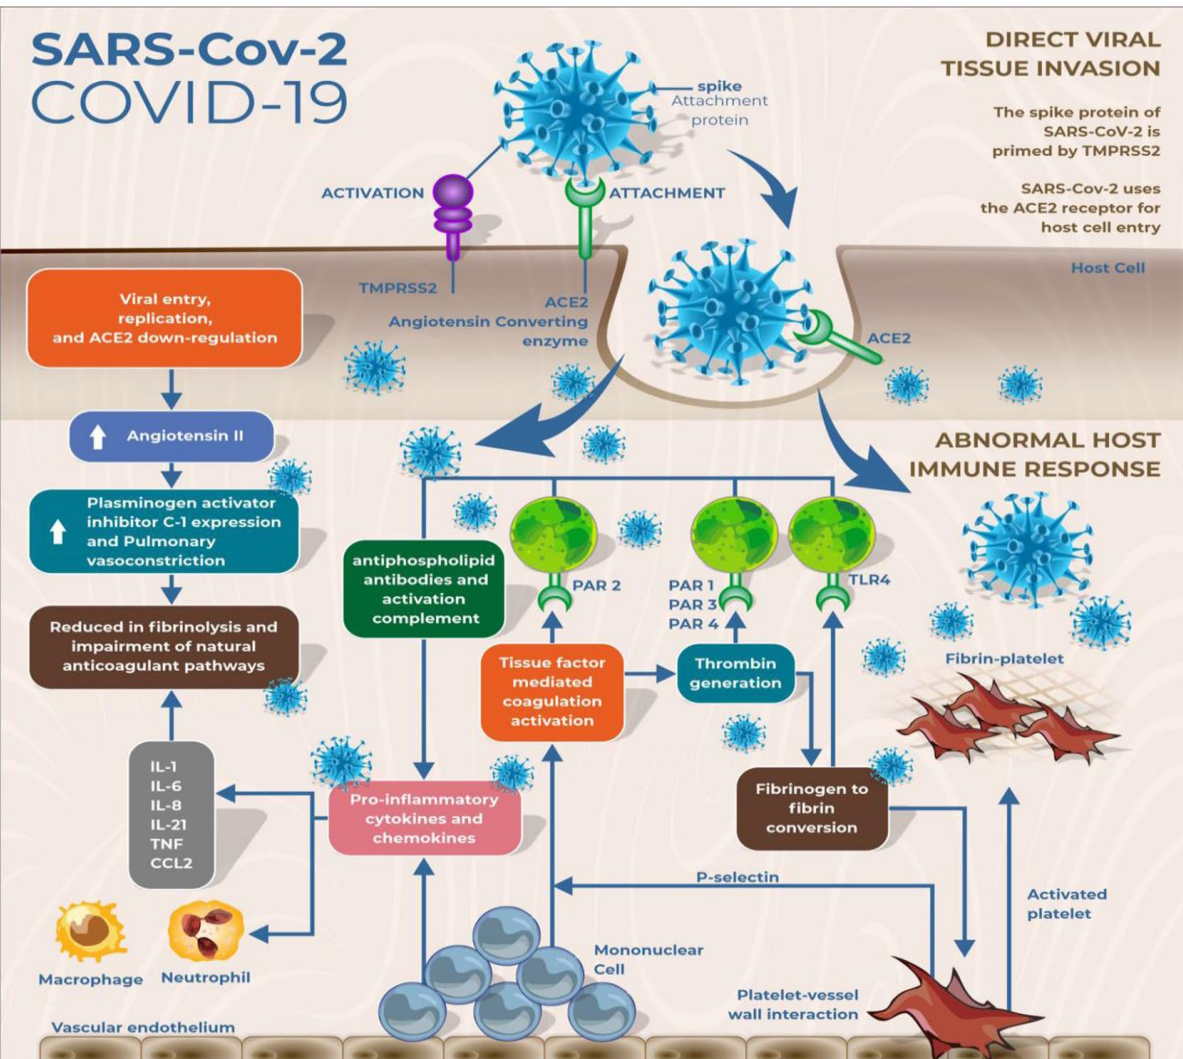 SARS-Cov-2
COVID-19
spike
Attachment
protein
DIRECT VIRAL
TISSUE INVASION
The spike protein of
SARS-CoV-2 is
primed by TMPRSS2
SARS-Cov-2 uses
the ACE2 receptor for
host cell entry
ACTIVATION
ATTACHMENT
TMPRSS2
ACE2
Angiotensin Converting
enzyme
Host Cell
ACE2
Viral entry,
replication,
and ACE2 down-regulation
Angiotensin II
Plasminogen activator
inhibitor C-1 expression
and Pulmonary
vasoconstriction
Reduced in fibrinolysis and
impairment of natural
anticoagulant pathways
IL-1
IL-6
IL-8
IL-21
TNF
CCL2
Macrophage
Neutrophil
Vascular endothelium
antiphospholipid
antibodies and
activation
complement
Pro-inflammatory
cytokines and
chemokines
PAR 2
PAR 1
PAR 3
PAR 4
TLR4
Tissue factor
mediated
coagulation
activation
Thrombin
generation
Fibrinogen to
fibrin
conversion
P-selectin
Mononuclear
Cell
Platelet-vessel
wall interaction
ABNORMAL HOST
IMMUNE RESPONSE
Fibrin-platelet
Activated
platelet